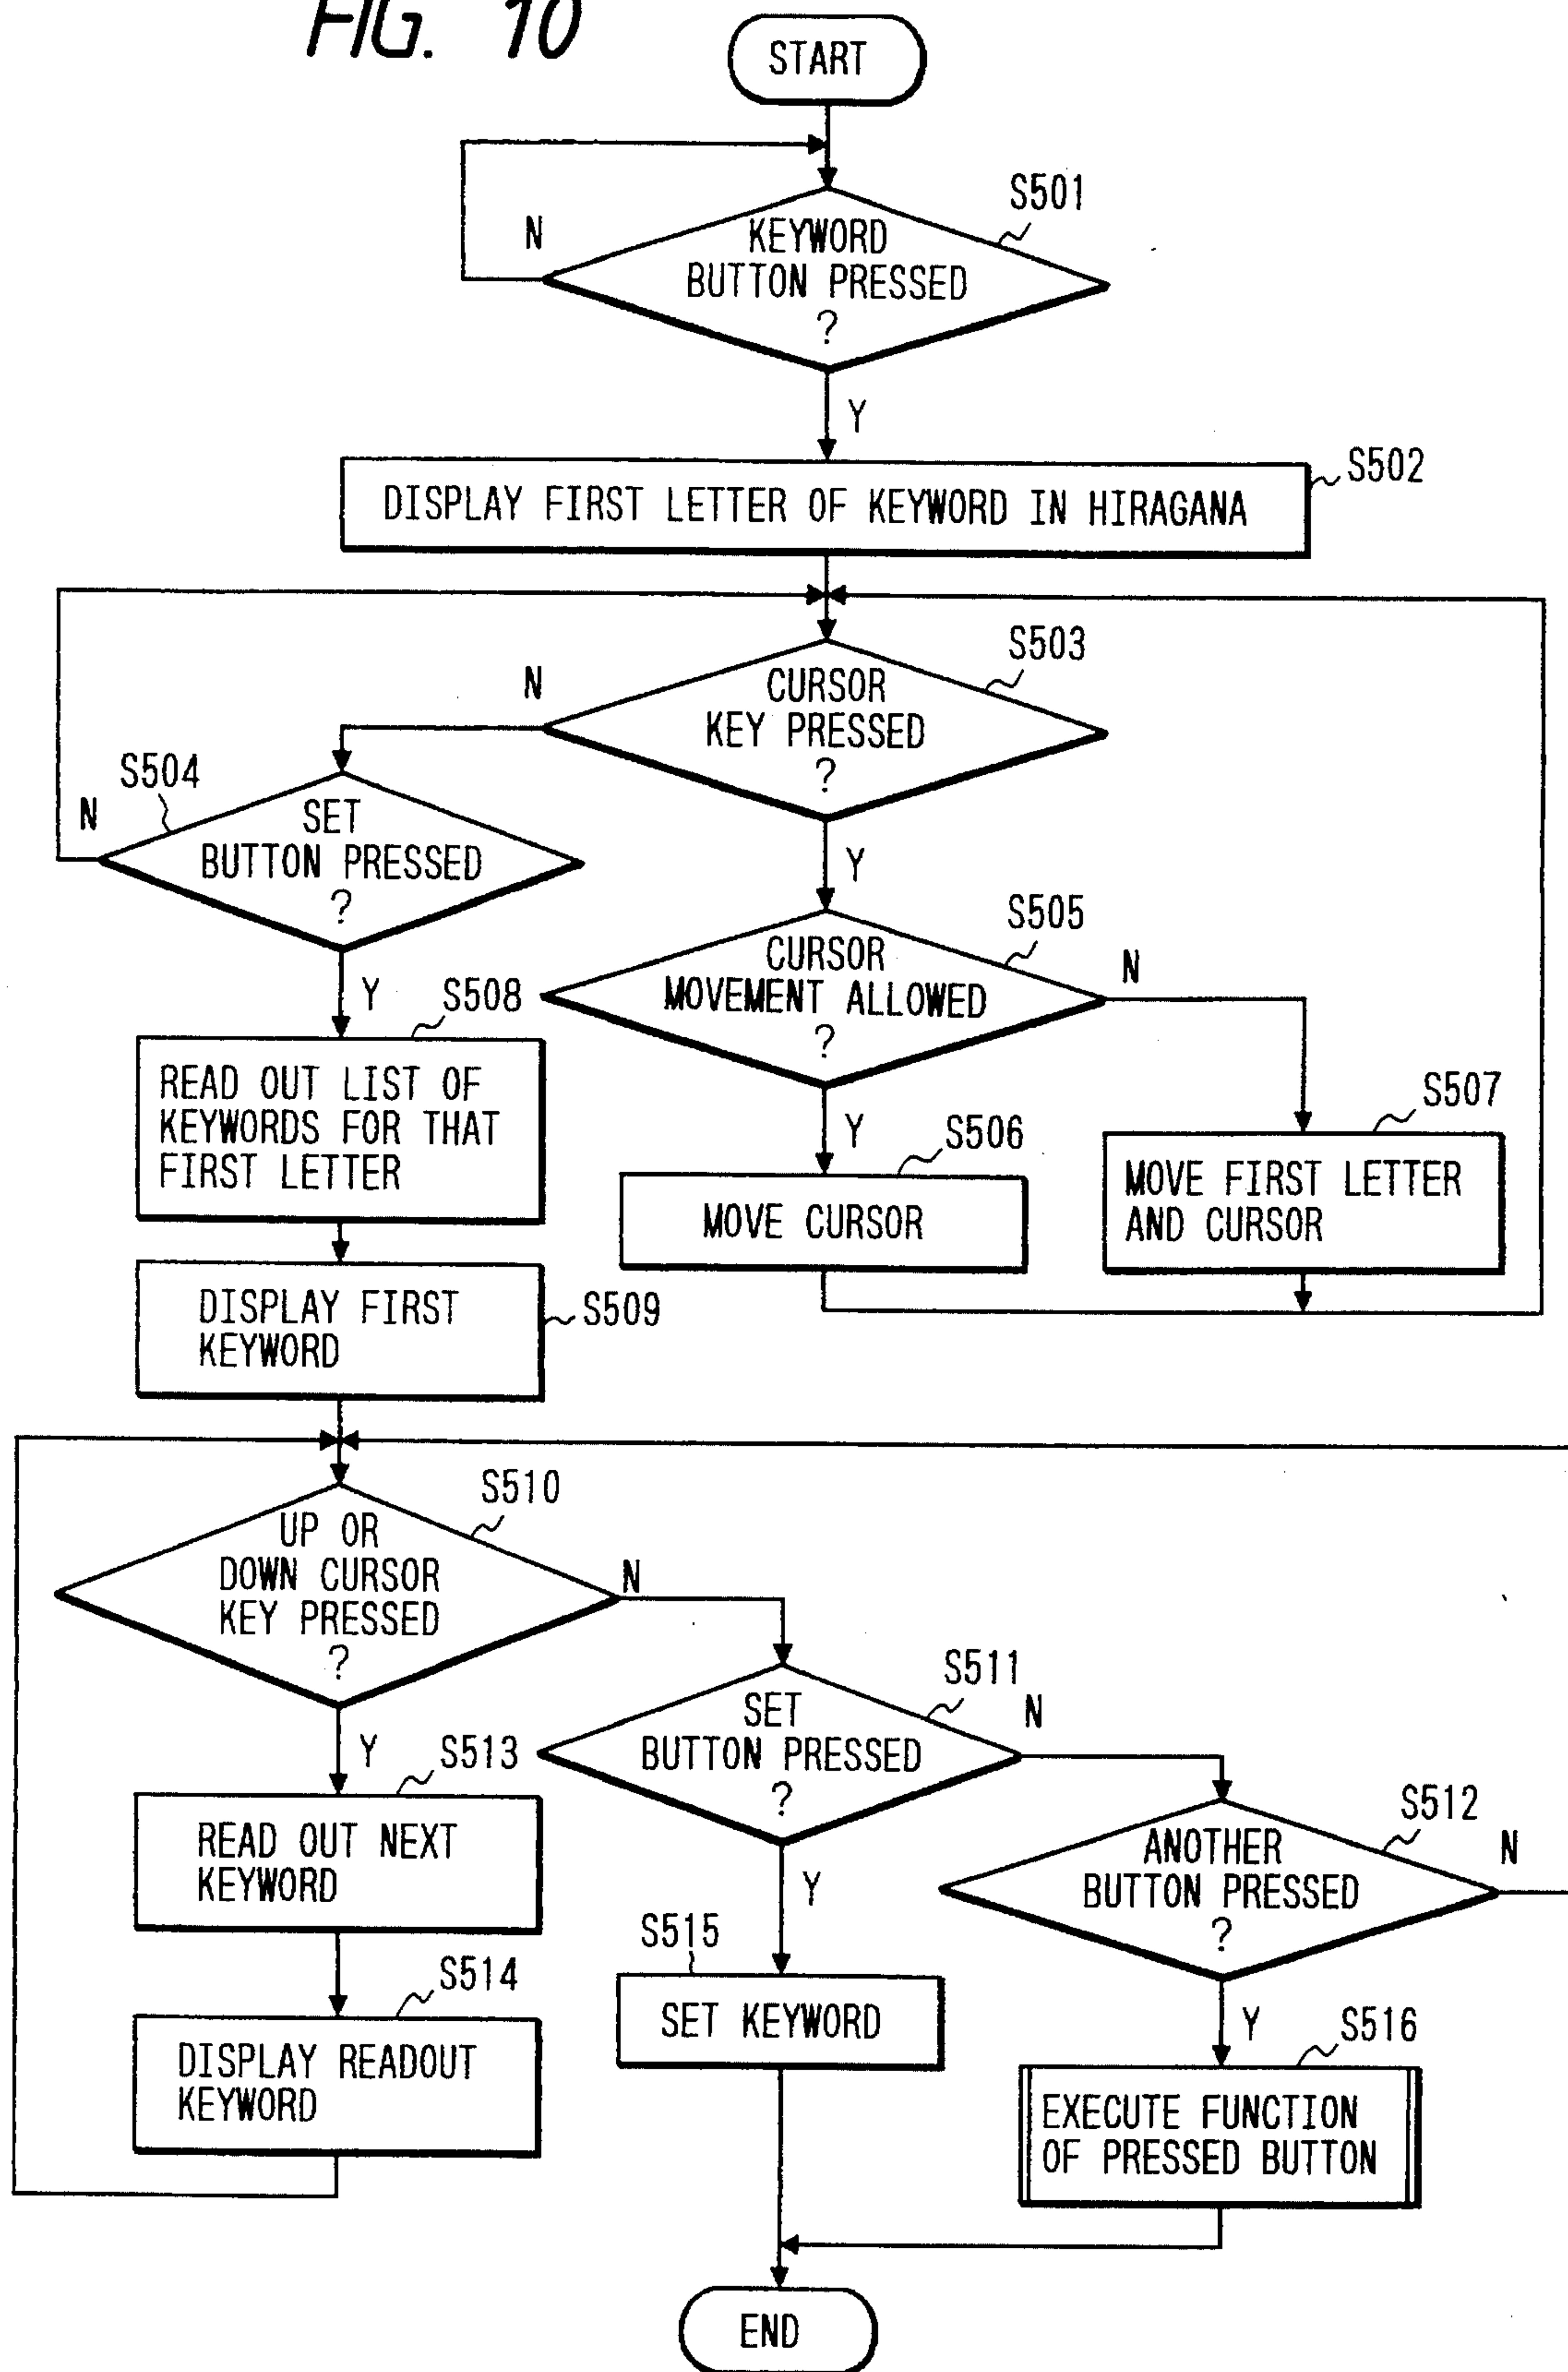 FIG. 10
START
S501
N
KEYWORD
BUTTON PRESSED
?
Y
S502
DISPLAY FIRST LETTER OF KEYWORD IN HIRAGANA
S503
N
CURSOR
KEY PRESSED
?
S504
N
SET
BUTTON PRESSED
?
Y
Y
S505
CURSOR
MOVEMENT ALLOWED
?
N
Y
S508
READ OUT LIST OF
KEYWORDS FOR THAT
FIRST LETTER
Y
S506
MOVE CURSOR
S507
MOVE FIRST LETTER
AND CURSOR
DISPLAY FIRST
KEYWORD
S509
S510
UP OR
DOWN CURSOR
KEY PRESSED
?
N
Y
S511
SET
BUTTON PRESSED
?
N
S513
READ OUT NEXT
KEYWORD
Y
S512
ANOTHER
BUTTON PRESSED
?
N
S514
DISPLAY READOUT
KEYWORD
S515
SET KEYWORD
Y
S516
EXECUTE FUNCTION
OF PRESSED BUTTON
END